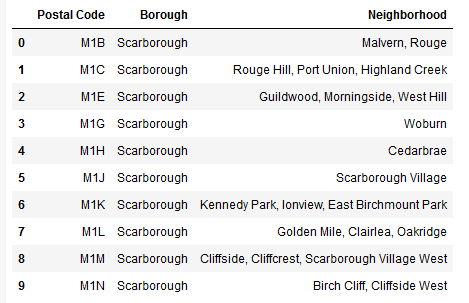 Postal Code Borough Neighborhood
0 M1B Scarborough Malvern, Rouge
1 M1C Scarborough Rouge Hill, Port Union, Highland Creek
2 M1E Scarborough Guildwood, Morningside, West Hill
3 M1G Scarborough Woburn
4 M1H Scarborough Cedarbrae
5 M1J Scarborough Scarborough Village
6 M1K Scarborough Kennedy Park, Ionview, East Birchmount Park
7 M1L Scarborough Golden Mile, Clairlea, Oakridge
8 M1M Scarborough Cliffside, Cliffcrest, Scarborough Village West
9 M1N Scarborough Birch Cliff, Cliffside West